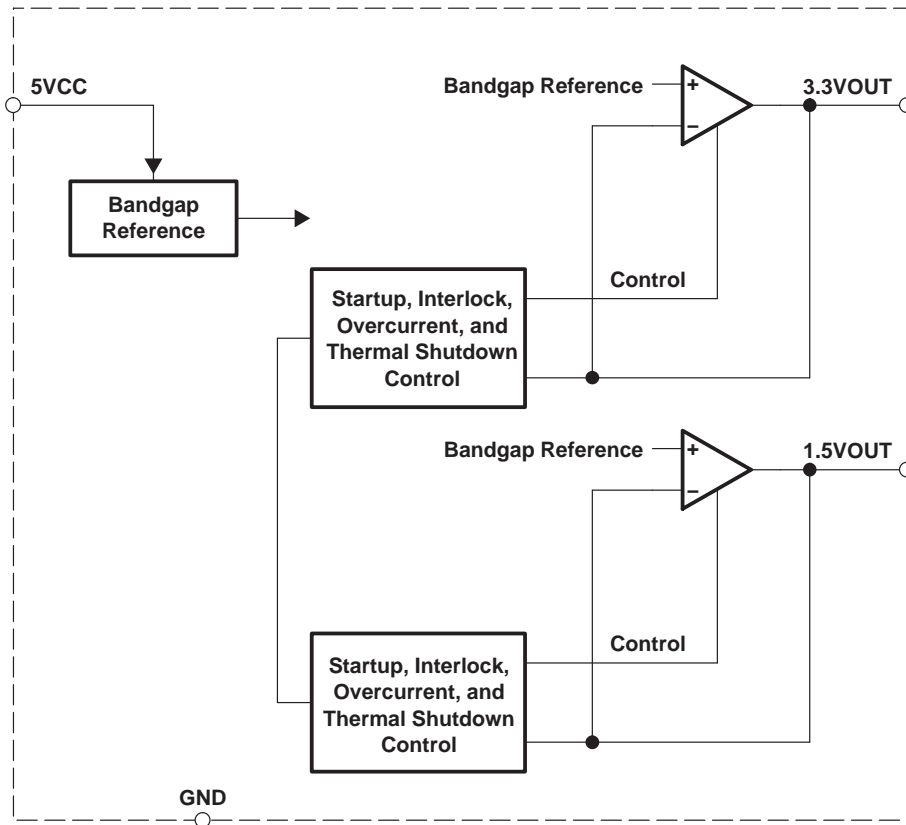 5VCC
Bandgap Reference
+
−
3.3VOUT
Bandgap
Reference
Control
Startup, Interlock,
Overcurrent, and
Thermal Shutdown
Control
Bandgap Reference
+
−
1.5VOUT
Control
Startup, Interlock,
Overcurrent, and
Thermal Shutdown
Control
GND